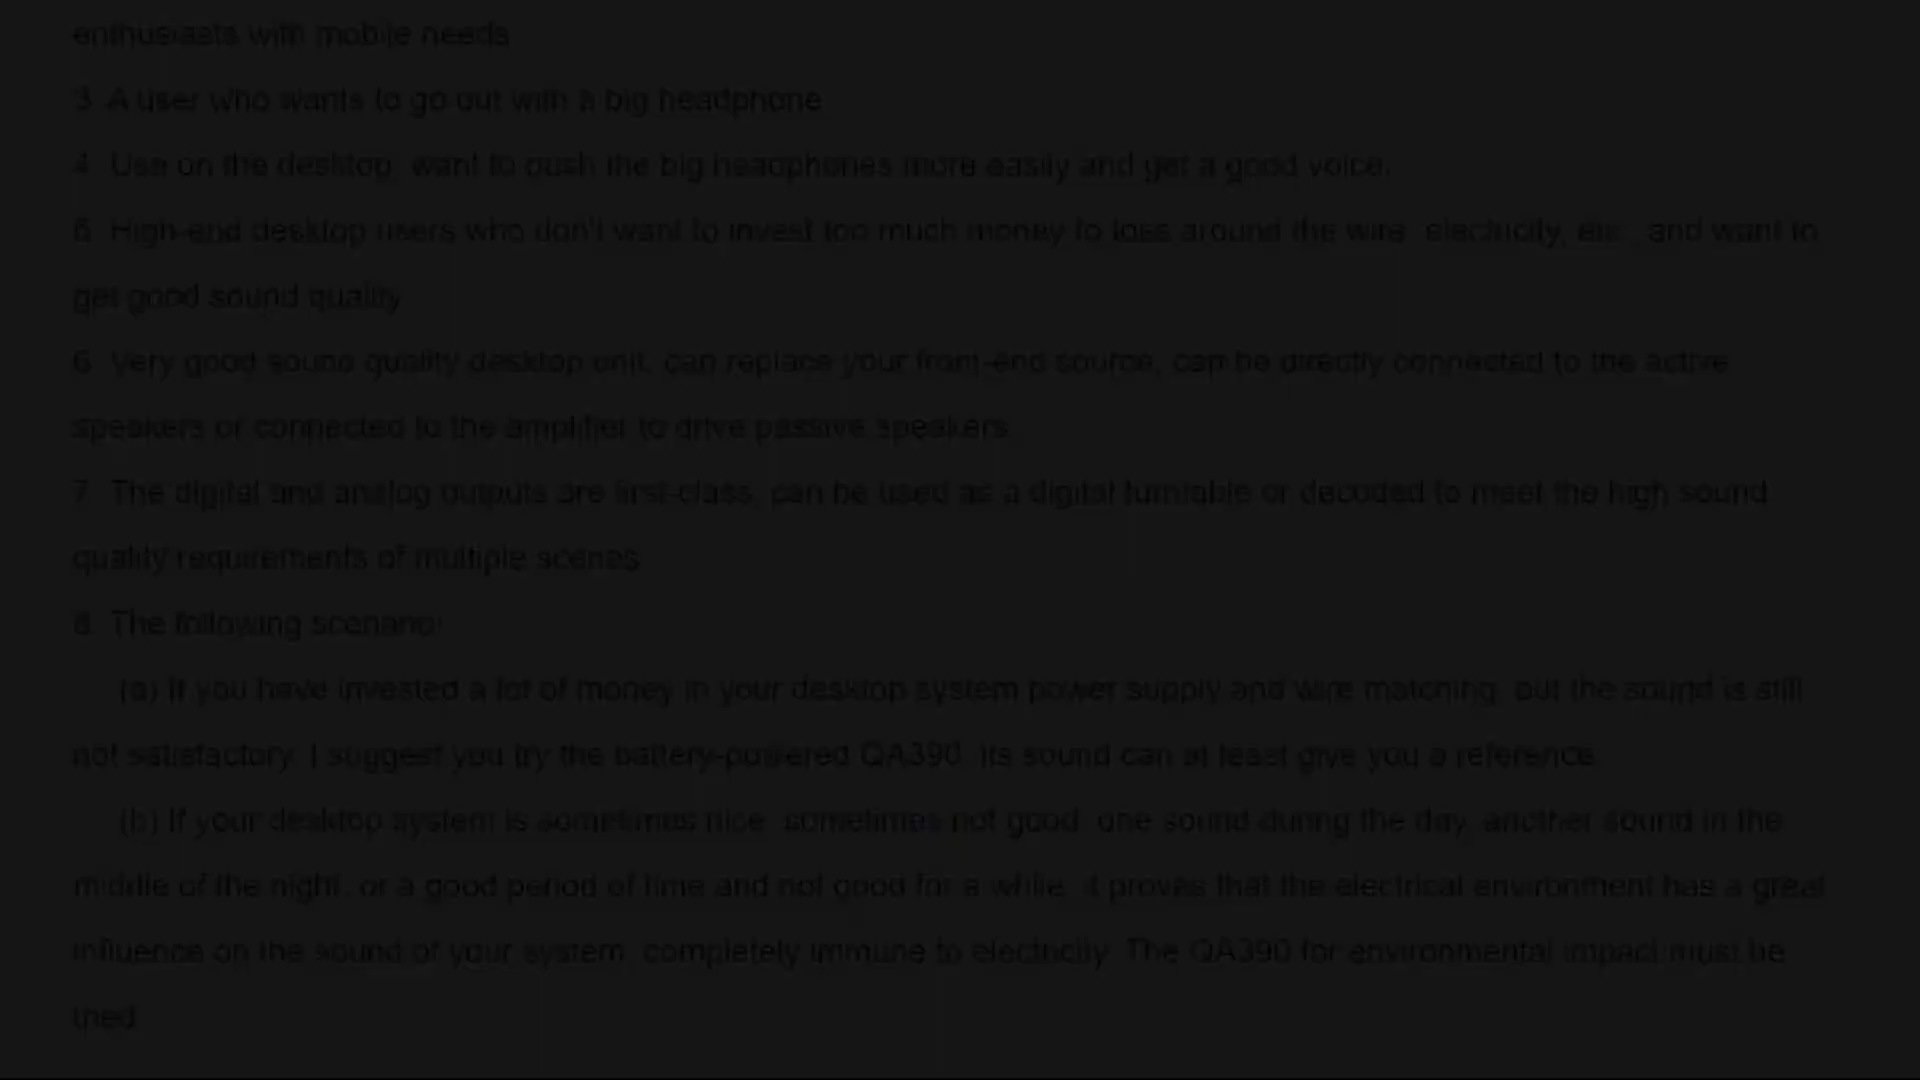 enthusiasts with mobile needs
3. A user who wants to go out with a big headphone
4. Use on the desktop, want to push the big headphones more easily and get a good voice.
5. High-end desktop users who don't want to invest too much money to loss around the wire, electricity, etc., and want to
get good sound quality
6. Very good sound quality desktop unit, can replace your front-end source, can be directly connected to the active
speakers or connected to the amplifier to drive passive speakers
7. The digital and analog outputs are first-class, can be used as a digital turntable or decoded to meet the high sound
quality requirements of multiple scenes
8. The following scenario:
(a) If you have invested a lot of money in your desktop system power supply and wire matching, but the sound is still
not satisfactory, I suggest you try the battery-powered QA390. Its sound can at least give you a reference.
(b) If your desktop system is sometimes nice, sometimes not good, one sound during the day, another sound in the
middle of the night, or a good period of time and not good for a while, it proves that the electrical environment has a great
influence on the sound of your system, completely immune to electricity. The QA390 for environmental impact must be
tried